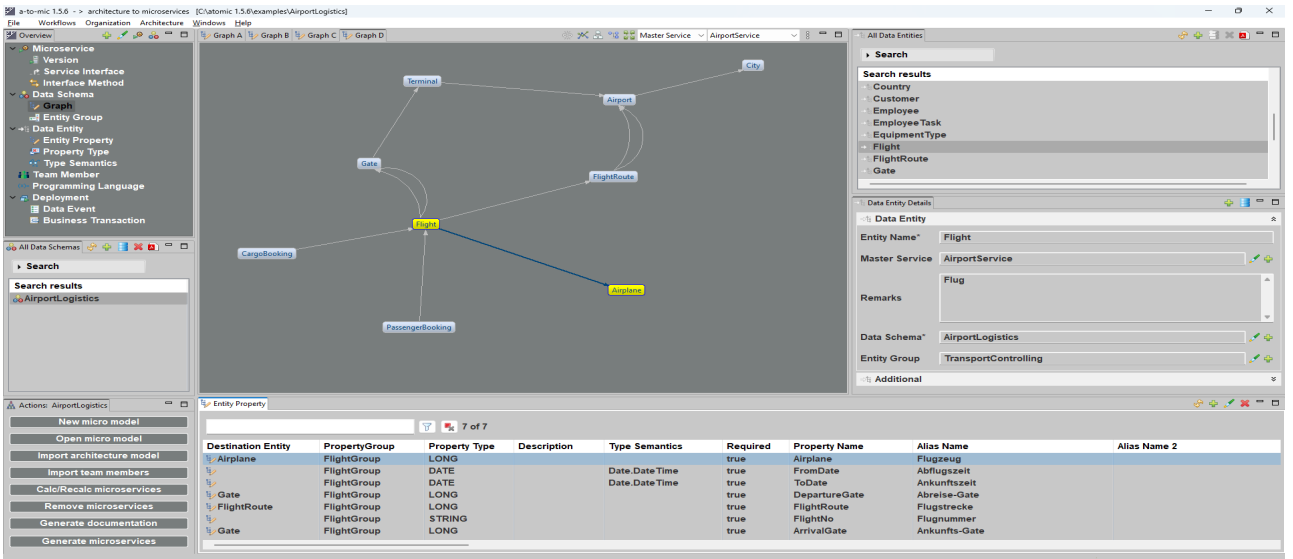 a-to-mic 1.5.6 - > architecture to microservices [C:\atomic 1.5.6\examples\AirportLogistics]
File Workflows Organization Architecture Windows Help
Overview
Microservice
Version
Service Interface
Interface Method
Data Schema
Graph
Entity Group
Data Entity
Entity Property
Property Type
Type Semantics
Team Member
Programming Language
Deployment
Data Event
Business Transaction
All Data Schemas
Search
Search results
AirportLogistics
Actions: AirportLogistics
New micro model
Open micro model
Import architecture model
Import team members
Calc/Recalc microservices
Remove microservices
Generate documentation
Generate microservices
Graph A Graph B Graph C Graph D
Master Service AirportService
City
Terminal
Airport
Gate
FlightRoute
Flight
CargoBooking
Airplane
PassengerBooking
All Data Entities
Search
Search results
Country
Customer
Employee
EmployeeTask
EquipmentType
Flight
FlightRoute
Gate
Data Entity Details
Data Entity
Entity Name* Flight
Master Service AirportService
Remarks Flug
Data Schema* AirportLogistics
Entity Group TransportControlling
Additional
Entity Property
7 of 7
Destination Entity PropertyGroup Property Type Description Type Semantics Required Property Name Alias Name Alias Name 2
Airplane FlightGroup LONG true Airplane Flugzeug
FlightGroup DATE Date.DateTime true FromDate Abflugszeit
FlightGroup DATE Date.DateTime true ToDate Ankunftszeit
Gate FlightGroup LONG true DepartureGate Abreise-Gate
FlightRoute FlightGroup LONG true FlightRoute Flugstrecke
FlightGroup STRING true FlightNo Flugnummer
Gate FlightGroup LONG true ArrivalGate Ankunfts-Gate